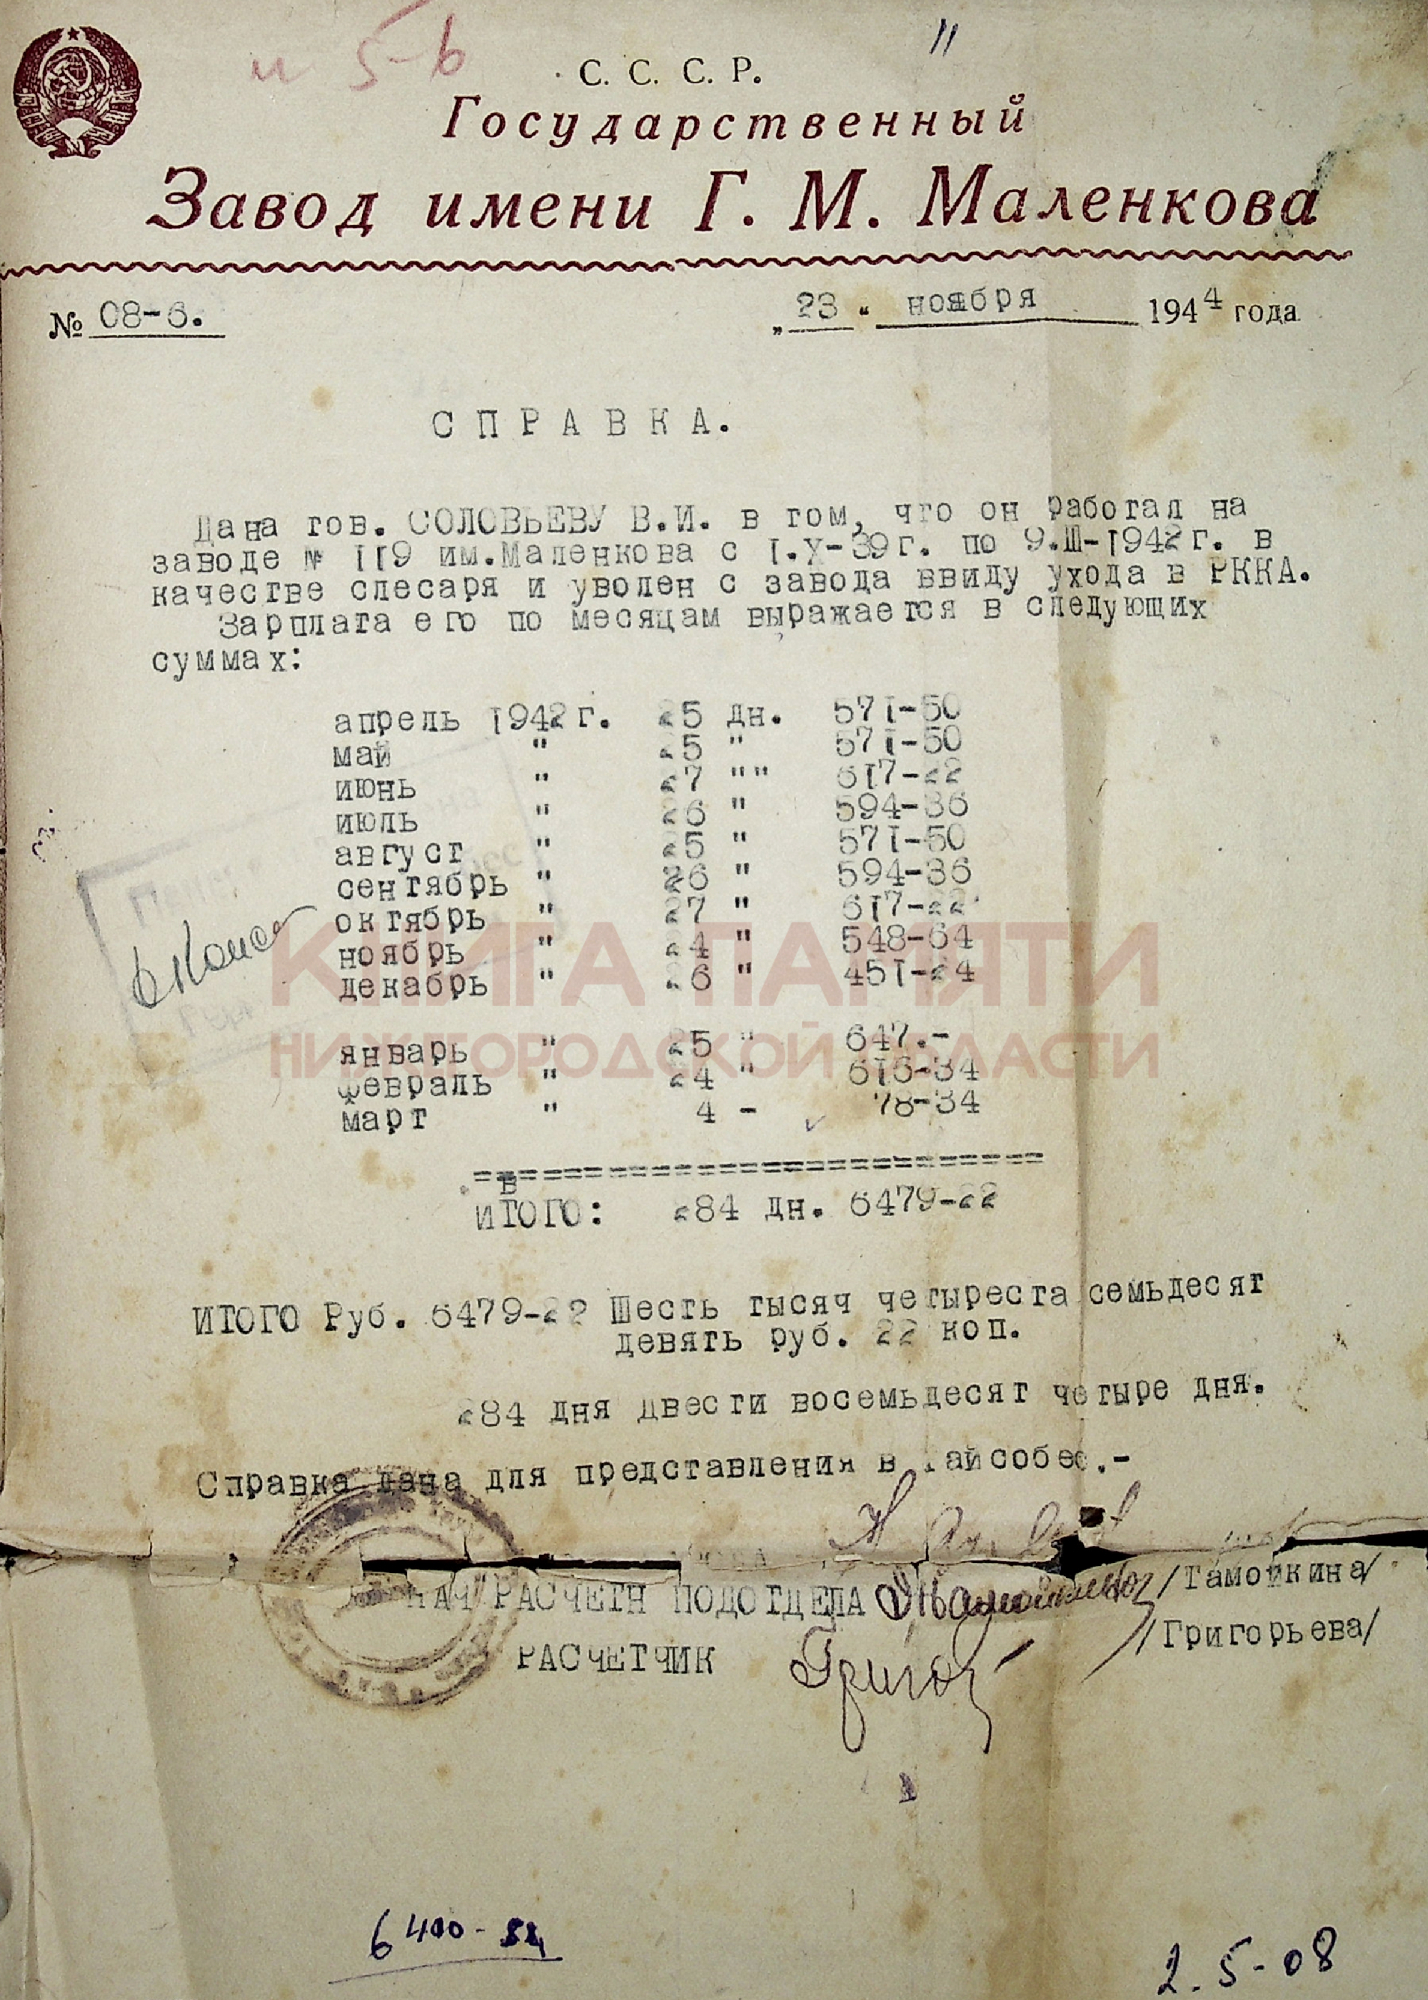 и 5-б
11
С. С. С. Р.
Государственный
Завод имени Г. М. Маленкова
№ 08-6.
„23" ноября 1944 года
СПРАВКА.
Дана тов. СОЛОВЬЕВУ В.И. в том, что он работал на
заводе № 119 им.Маленкова с I.X-39г. по 9.Ш-1942г. в
качестве слесаря и уволен с завода ввиду ухода в РККА.
Зарплата его по месяцам выражается в следующих
суммах:
апрель 1942г. 25 дн. 571-50
май " 25 " 571-50
июнь " 27 "" 617-22
июль " 26 " 594-36
август " 25 " 571-50
сентябрь " 26 " 594-36
октябрь " 27 " 617-22
ноябрь " 24 " 548-64
декабрь " 26 " 451-24
январь " 25 " 647.-
февраль " 24 " 616-34
март " 4 - 78-34
КНИГА ПАМЯТИ
НИЖЕГОРОДСКОЙ ОБЛАСТИ
============================
в
ИТОГО: 284 дн. 6479-22
ИТОГО Руб. 6479-22 Шесть тысяч четыреста семьдесят
девять руб. 22 коп.
284 дня двести восемьдесят четыре дня.
Справка дана для представления в Райсобес.-
НАЧ РАСЧЕТН ПОДОТДЕЛА /Тамойкина/
РАСЧЕТЧИК /Григорьева/
6400-
2.5-08